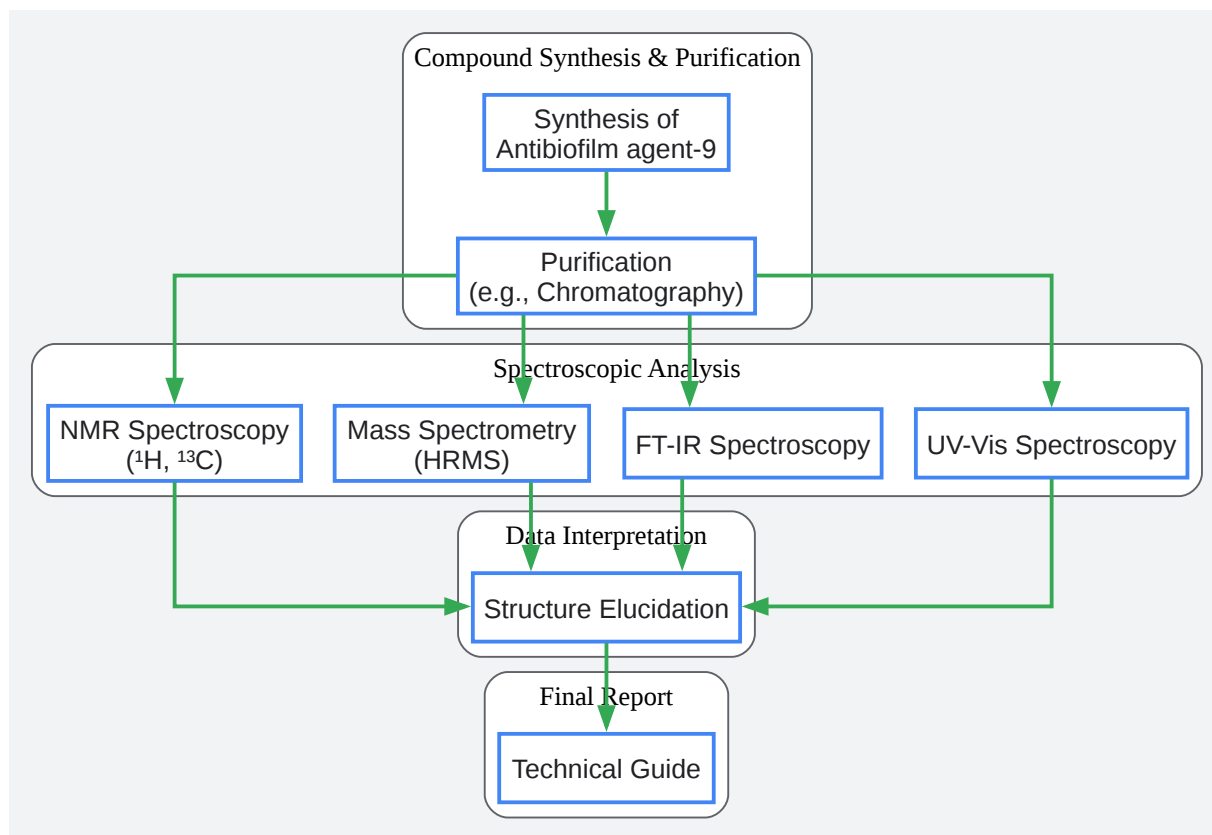 Compound Synthesis & Purification
Synthesis of
Antibiofilm agent-9
Purification
(e.g., Chromatography)
Spectroscopic Analysis
NMR Spectroscopy
(¹H, ¹³C)
Mass Spectrometry
(HRMS)
FT-IR Spectroscopy
UV-Vis Spectroscopy
Data Interpretation
Structure Elucidation
Final Report
Technical Guide